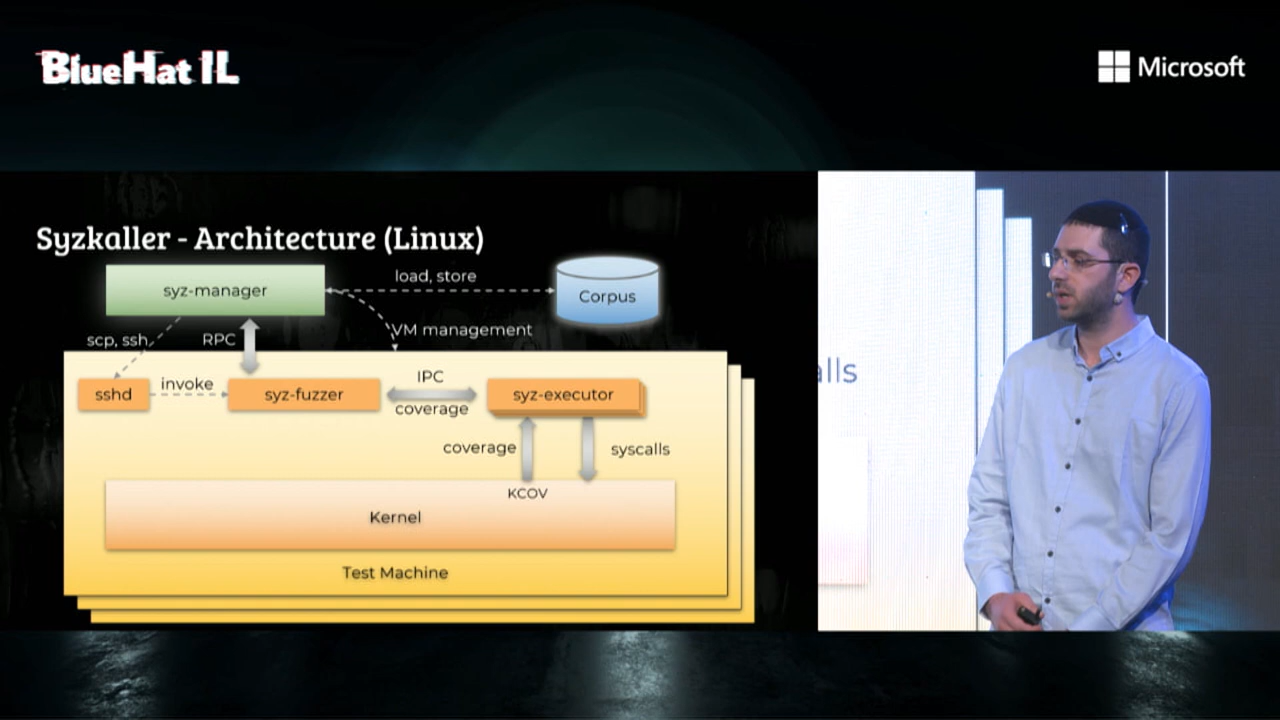 BlueHat IL
Microsoft
Syzkaller - Architecture (Linux)
syz-manager
load, store
Corpus
scp, ssh
RPC
VM management
sshd
invoke
syz-fuzzer
IPC
coverage
syz-executor
coverage
syscalls
KCOV
Kernel
Test Machine
alls